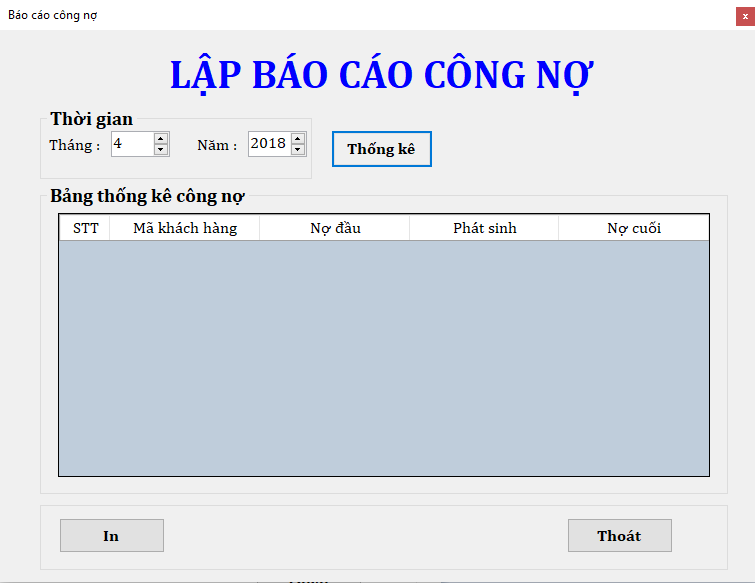 Báo cáo công nợ
x
LẬP BÁO CÁO CÔNG NỢ
Thời gian
Tháng : 4 Năm : 2018 Thống kê
Bảng thống kê công nợ
STT Mã khách hàng Nợ đầu Phát sinh Nợ cuối
In Thoát